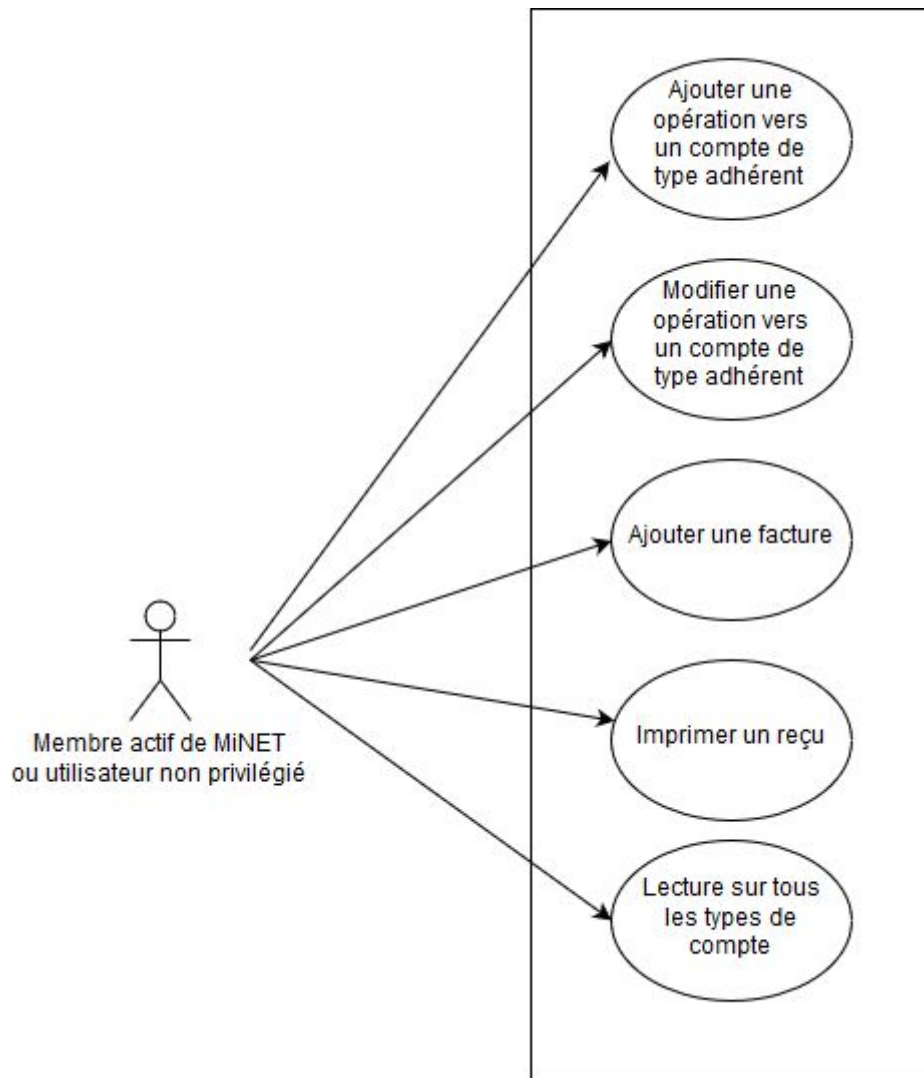 Ajouter une
opération vers
un compte de
type adhérent
Modifier une
opération vers
un compte de
type adhérent
Ajouter une facture
Membre actif de MiNET
ou utilisateur non privilégié
Imprimer un reçu
Lecture sur tous
les types de
compte